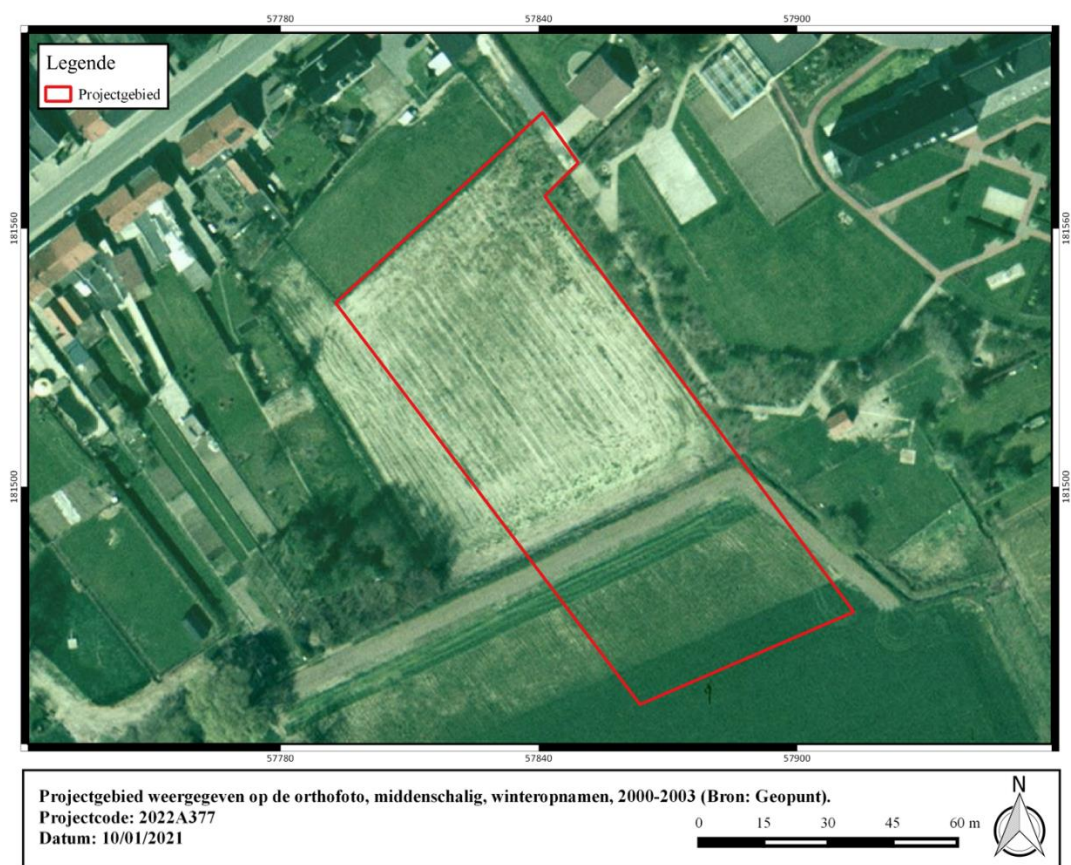 57780 57840 57900
Legende
Projectgebied
181560 181560
181500 181500
57780 57840 57900
Projectgebied weergegeven op de orthofoto, middenschalig, winteropnamen, 2000-2003 (Bron: Geopunt).
Projectcode: 2022A377
Datum: 10/01/2021
N
0 15 30 45 60 m